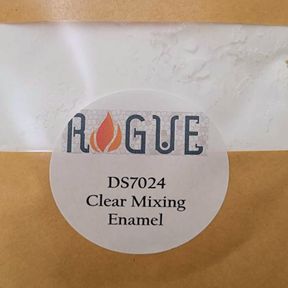 ROGUE
DS7024
Clear Mixing
Enamel